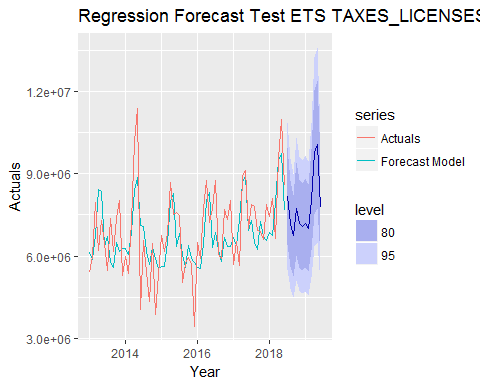 Regression Forecast Test ETS TAXES_LICENSES
Actuals
1.2e+07
9.0e+06
6.0e+06
3.0e+06
2014
2016
2018
Year
series
Actuals
Forecast Model
level
80
95